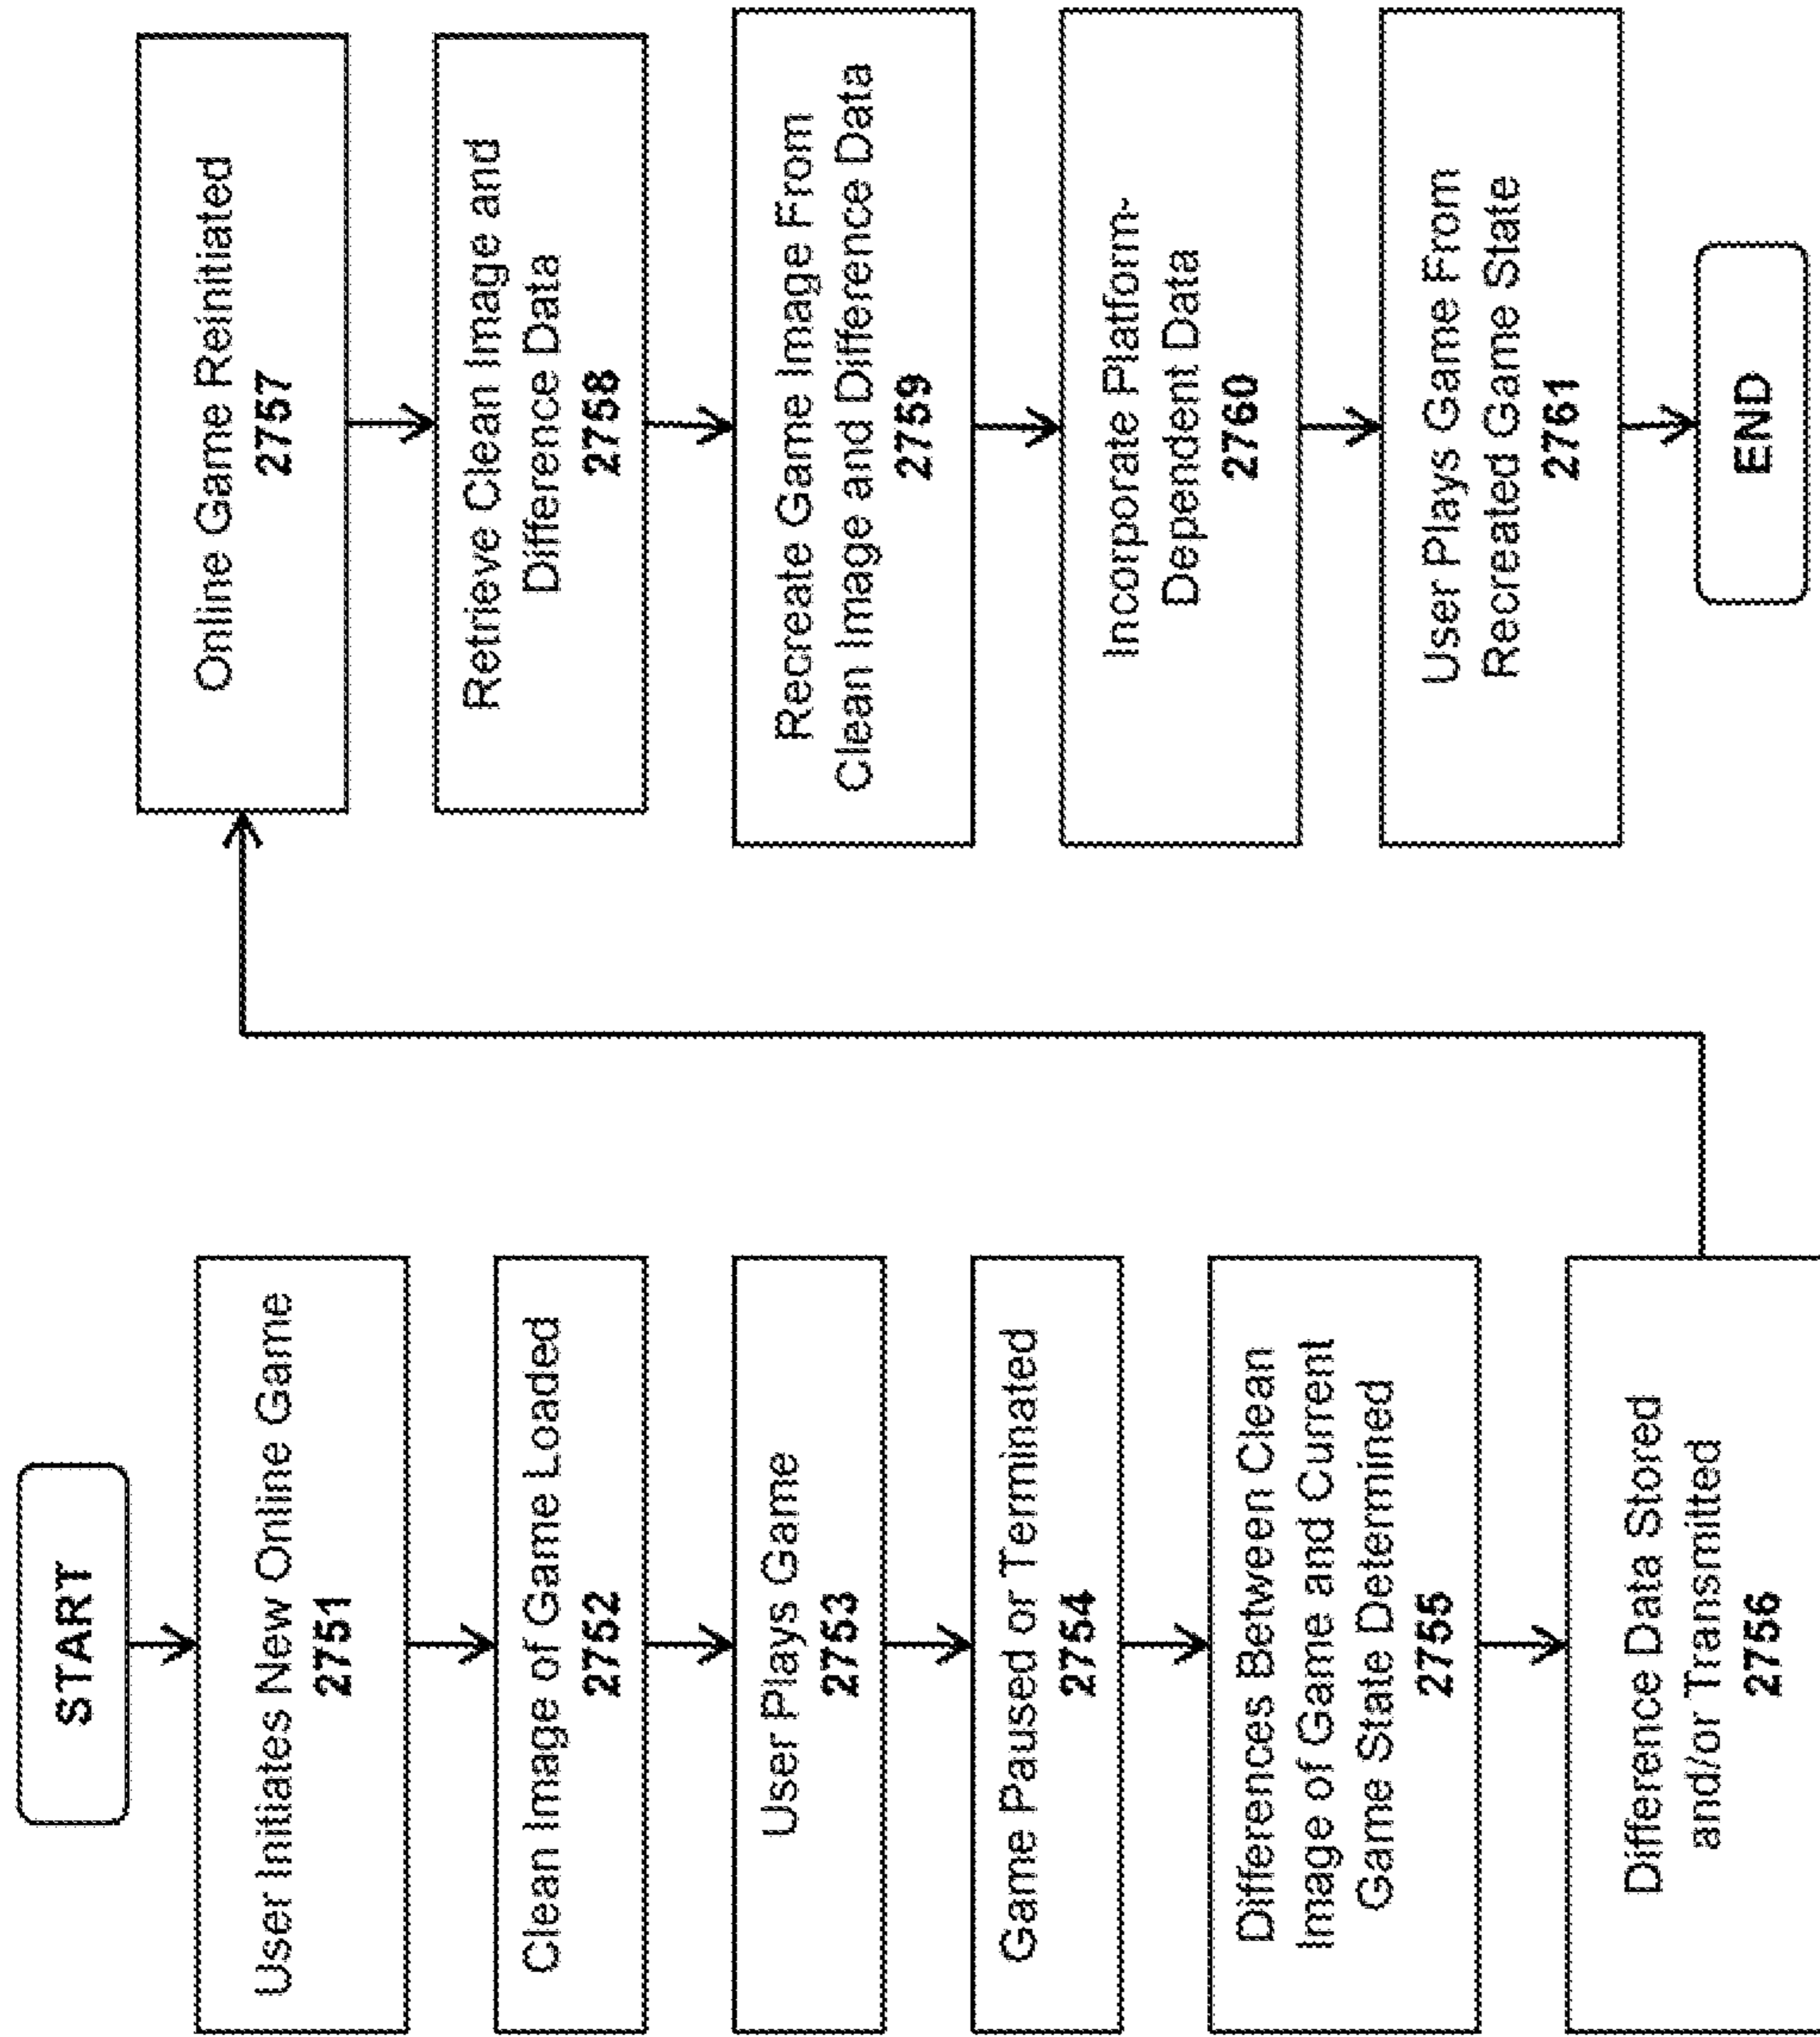 START
User Initiates New Online Game
2751
Clean Image of Game Loaded
2752
User Plays Game
2753
Game Paused or Terminated
2754
Differences Between Clean
Image of Game and Current
Game State Determined
2755
Difference Data Stored
and/or Transmitted
2756
Online Game Reinitiated
2757
Retrieve Clean Image and
Difference Data
2758
Recreate Game Image From
Clean Image and Difference Data
2759
Incorporate Platform-
Dependent Data
2760
User Plays Game From
Recreated Game State
2761
END